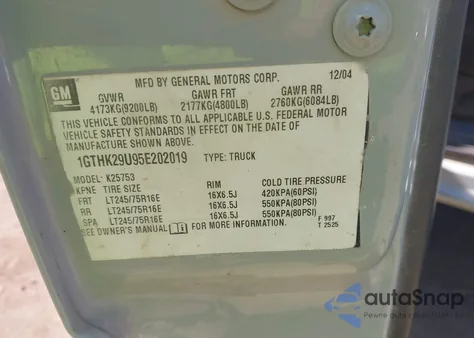 GM
MFD BY GENERAL MOTORS CORP. 12/04
GVWR GAWR FRT GAWR RR
4173KG(9200LB) 2177KG(4800LB) 2760KG(6084LB)
THIS VEHICLE CONFORMS TO ALL APPLICABLE U.S. FEDERAL MOTOR
VEHICLE SAFETY STANDARDS IN EFFECT ON THE DATE OF
MANUFACTURE SHOWN ABOVE.
1GTHK29U95E202019 TYPE: TRUCK
MODEL: K25753
KPNE TIRE SIZE RIM COLD TIRE PRESSURE
FRT LT245/75R16E 16X6.5J 420KPA(60PSI)
RR LT245/75R16E 16X6.5J 550KPA(80PSI)
SPA LT245/75R16E 16X6.5J 550KPA(80PSI)
SEE OWNER'S MANUAL FOR MORE INFORMATION. F 997
T 2525
autoSnap